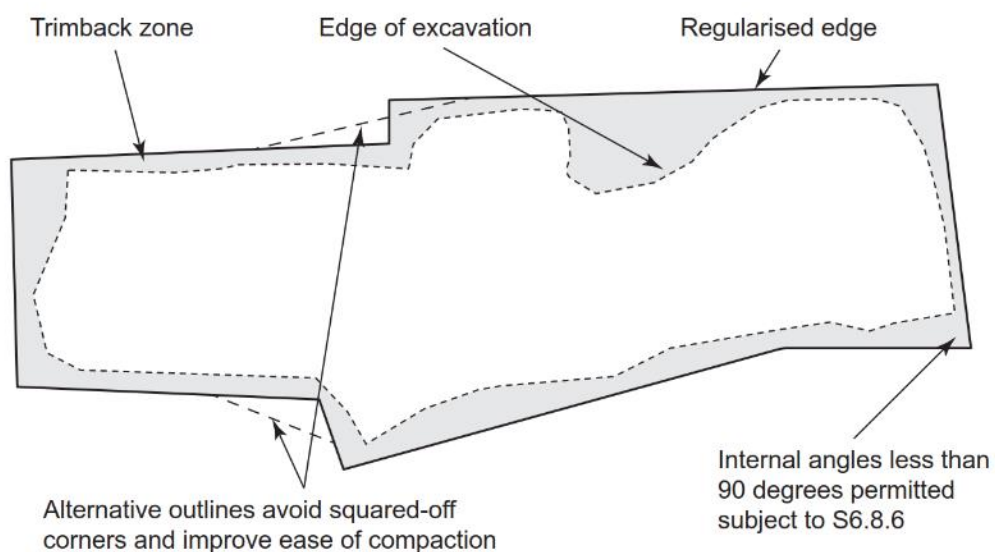 Trimback zone
Edge of excavation
Regularised edge
Alternative outlines avoid squared-off
corners and improve ease of compaction
Internal angles less than
90 degrees permitted
subject to S6.8.6